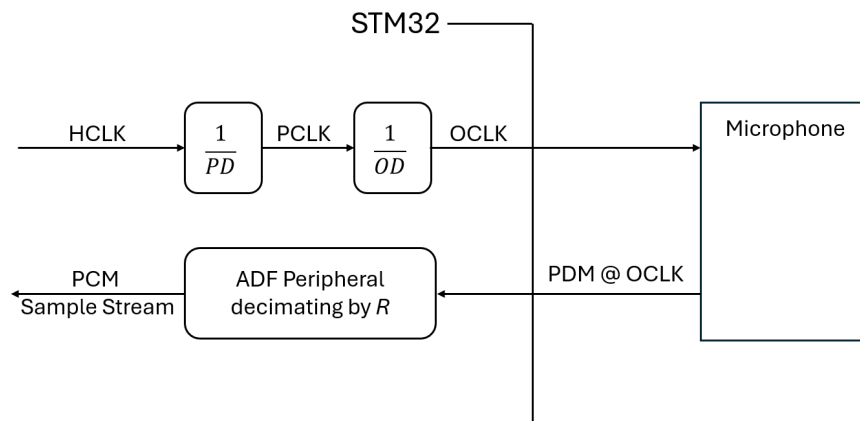 STM32
HCLK
1
PD
PCLK
1
OD
OCLK
Microphone
PCM
Sample Stream
ADF Peripheral
decimating by R
PDM @ OCLK